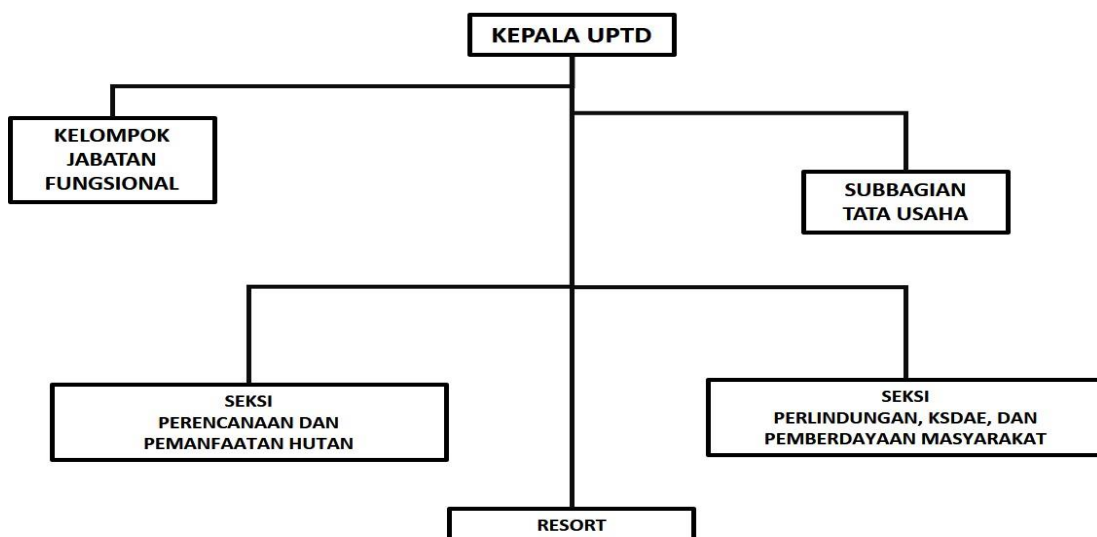 KEPALA UPTD
KELOMPOK
JABATAN
FUNGSIONAL
SUBBAGIAN
TATA USAHA
SEKSI
PERENCANAAN DAN
PEMANFAATAN HUTAN
SEKSI
PERLINDUNGAN, KSDAE, DAN
PEMBERDAYAAN MASYARAKAT
RESORT